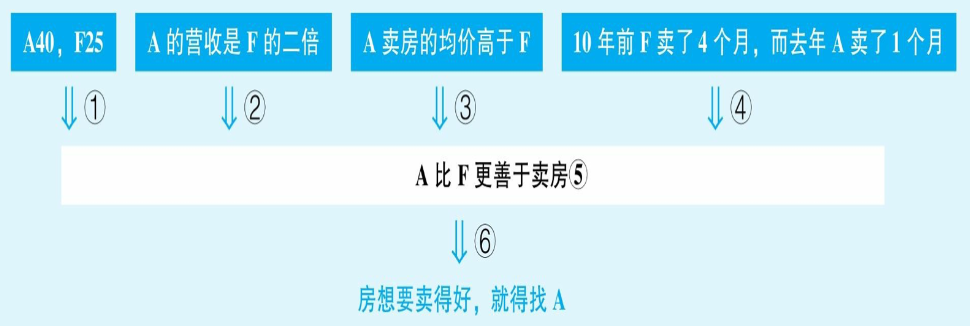 A40，F25 A 的营收是 F 的二倍 A 卖房的均价高于 F 10 年前 F 卖了 4 个月，而去年 A 卖了 1 个月
① ② ③ ④
A 比 F 更善于卖房⑤
⑥
房想要卖得好，就得找 A